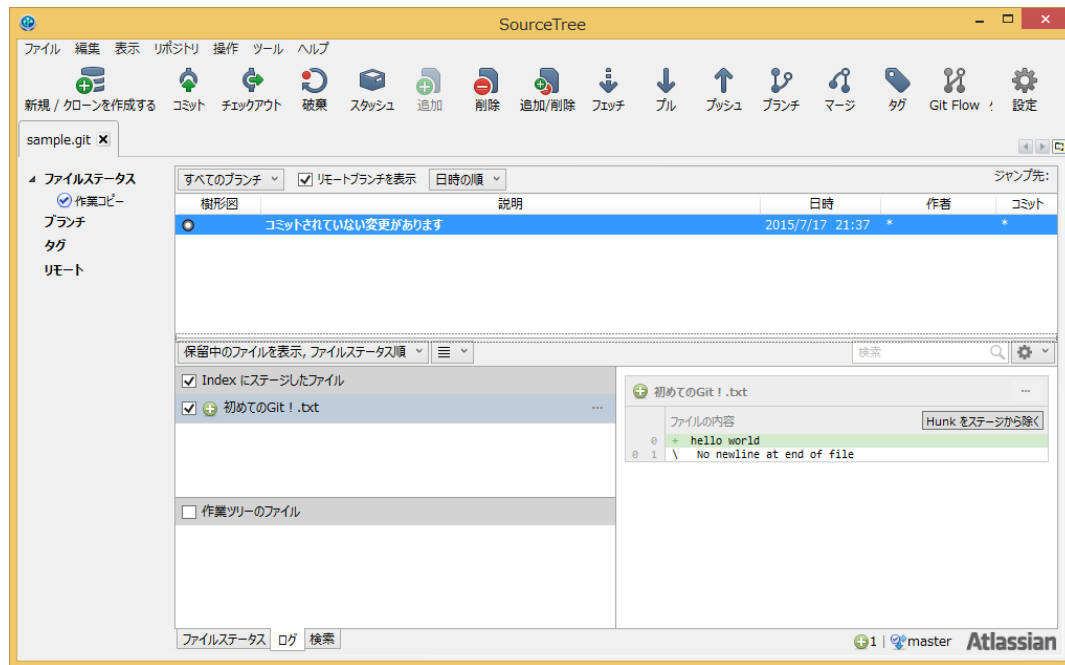 SourceTree
ファイル 編集 表示 リポジトリ 操作 ツール ヘルプ
新規 / クローンを作成する コミット チェックアウト 破棄 スタッシュ 追加 削除 追加/削除 フェッチ プル プッシュ ブランチ マージ タグ Git Flow 設定
sample.git
ファイルステータス
作業コピー
ブランチ
タグ
リモート
すべてのブランチ リモートブランチを表示 日時の順 ジャンプ先:
樹形図 説明 日時 作者 コミット
コミットされていない変更があります 2015/7/17 21:37 * *
保留中のファイルを表示, ファイルステータス順 検索
Index にステージしたファイル
初めてのGit！.txt ...
作業ツリーのファイル
初めてのGit！.txt ...
ファイルの内容 Hunk をステージから除く
0 + hello world
0 1 \ No newline at end of file
ファイルステータス ログ 検索
1 | master Atlassian